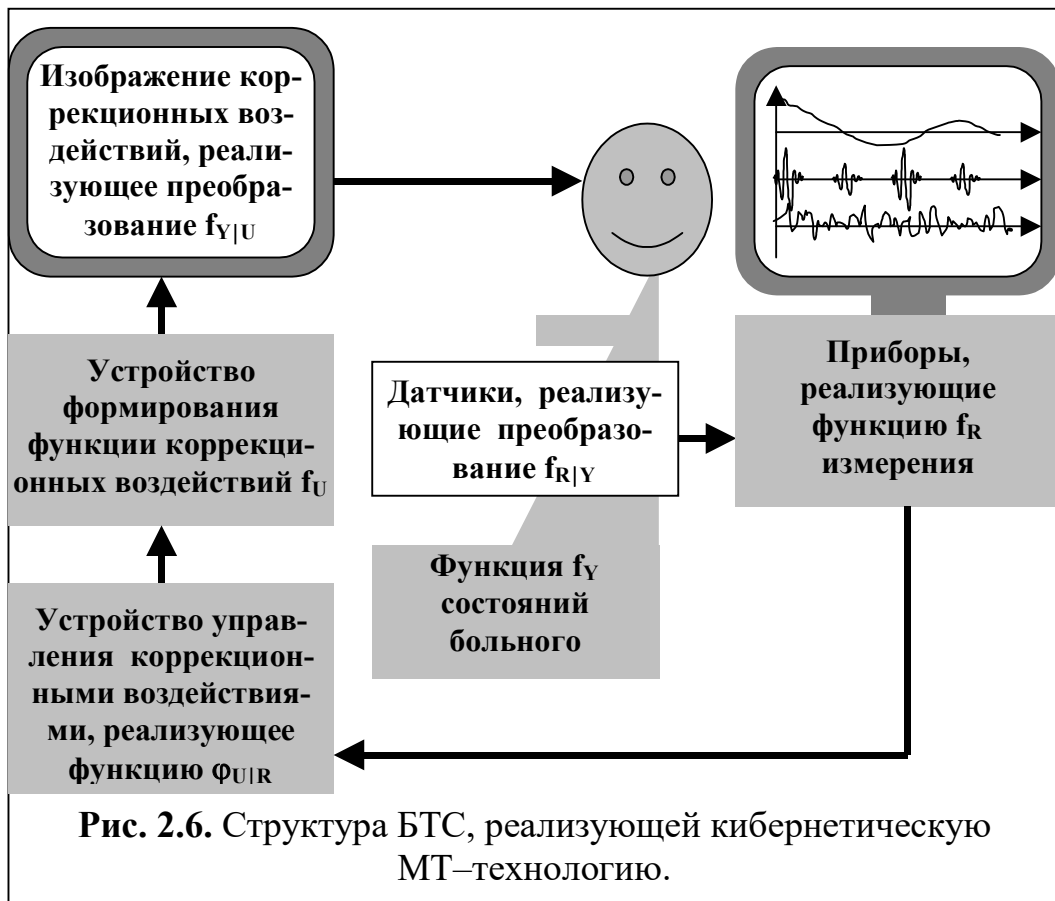 Изображение кор-
рекционных воз-
действий, реали-
зующее преобра-
зование fY|U
Устройство
формирования
функции коррекци-
онных воздействий fU
Устройство управ-
ления коррекцион-
ными воздействия-
ми, реализующее
функцию φU|R
Датчики, реализу-
ющие преобразо-
вание fR|Y
Функция fY
состояний
больного
Приборы,
реализующие
функцию fR
измерения
Рис. 2.6. Структура БТС, реализующей кибернетическую
МТ–технологию.